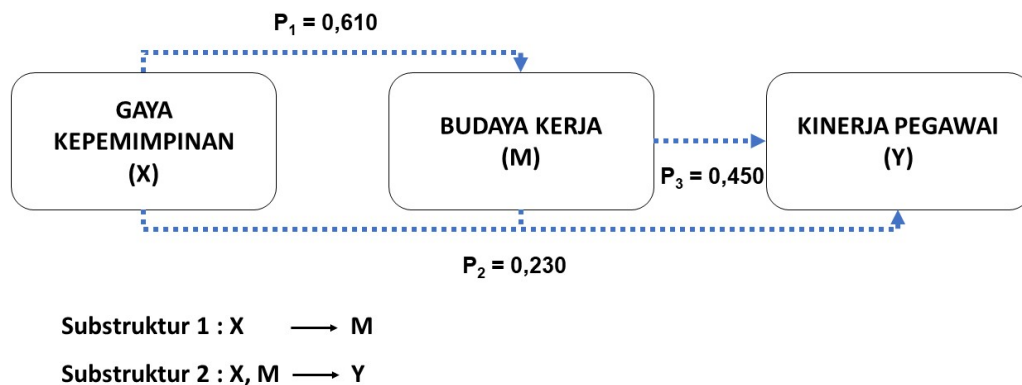 P₁ = 0,610
GAYA
KEPEMIMPINAN
(X)
BUDAYA KERJA
(M)
KINERJA PEGAWAI
(Y)
P₃ = 0,450
P₂ = 0,230
Substruktur 1 : X ⟶ M
Substruktur 2 : X, M ⟶ Y